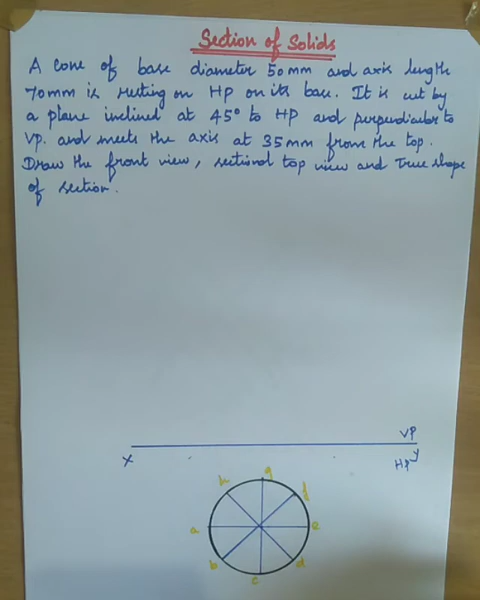 Section of Solids
A cone of base diameter 50mm and axis length
70mm is resting on HP on its base. It is cut by
a plane inclined at 45° to HP and perpendicular to
VP. and meets the axis at 35mm from the top.
Draw the front view, sectional top view and True shape
of section.
VP
X
HP
Y
g
h
f
a
e
b
d
c